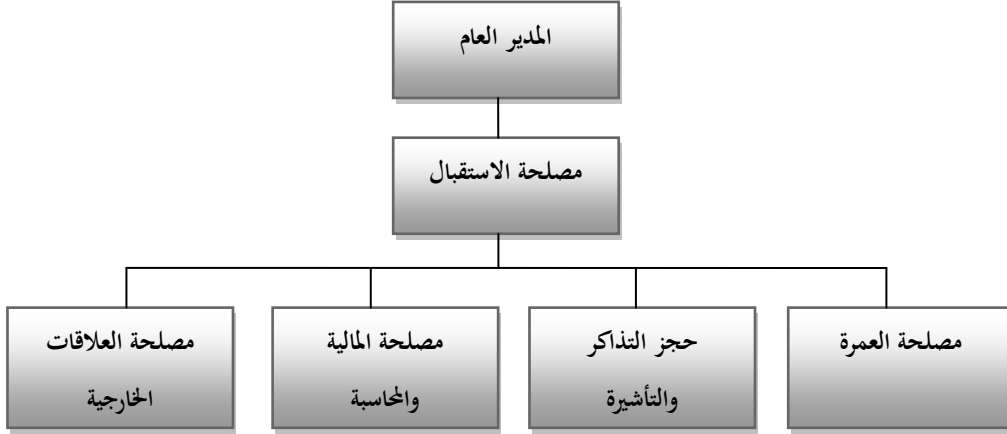 المدير العام
مصلحة الاستقبال
مصلحة العمرة
حجز التذاكر
والتأشيرة
مصلحة المالية
والمحاسبة
مصلحة العلاقات
الخارجية